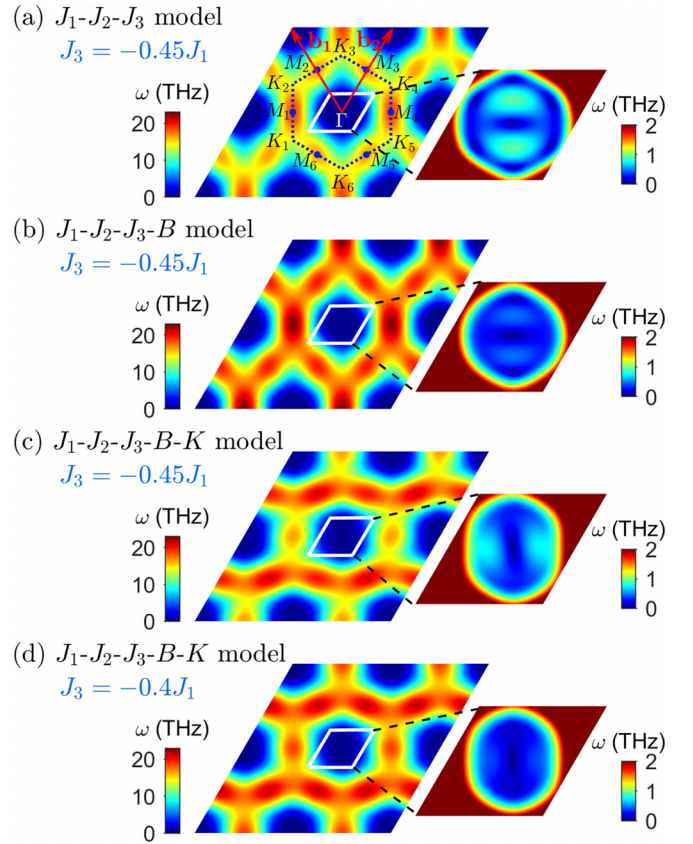 (a) J₁-J₂-J₃ model
J₃ = −0.45J₁
b₁ b₂
K₃
M₂ M₃
K₂ K₄
Γ
M₁ M₄
K₁ K₅
M₆ M₅
K₆
ω (THz)
20
10
0
ω (THz)
2
1
0
(b) J₁-J₂-J₃-B model
J₃ = −0.45J₁
ω (THz)
20
10
0
ω (THz)
2
1
0
(c) J₁-J₂-J₃-B-K model
J₃ = −0.45J₁
ω (THz)
20
10
0
ω (THz)
2
1
0
(d) J₁-J₂-J₃-B-K model
J₃ = −0.4J₁
ω (THz)
20
10
0
ω (THz)
2
1
0